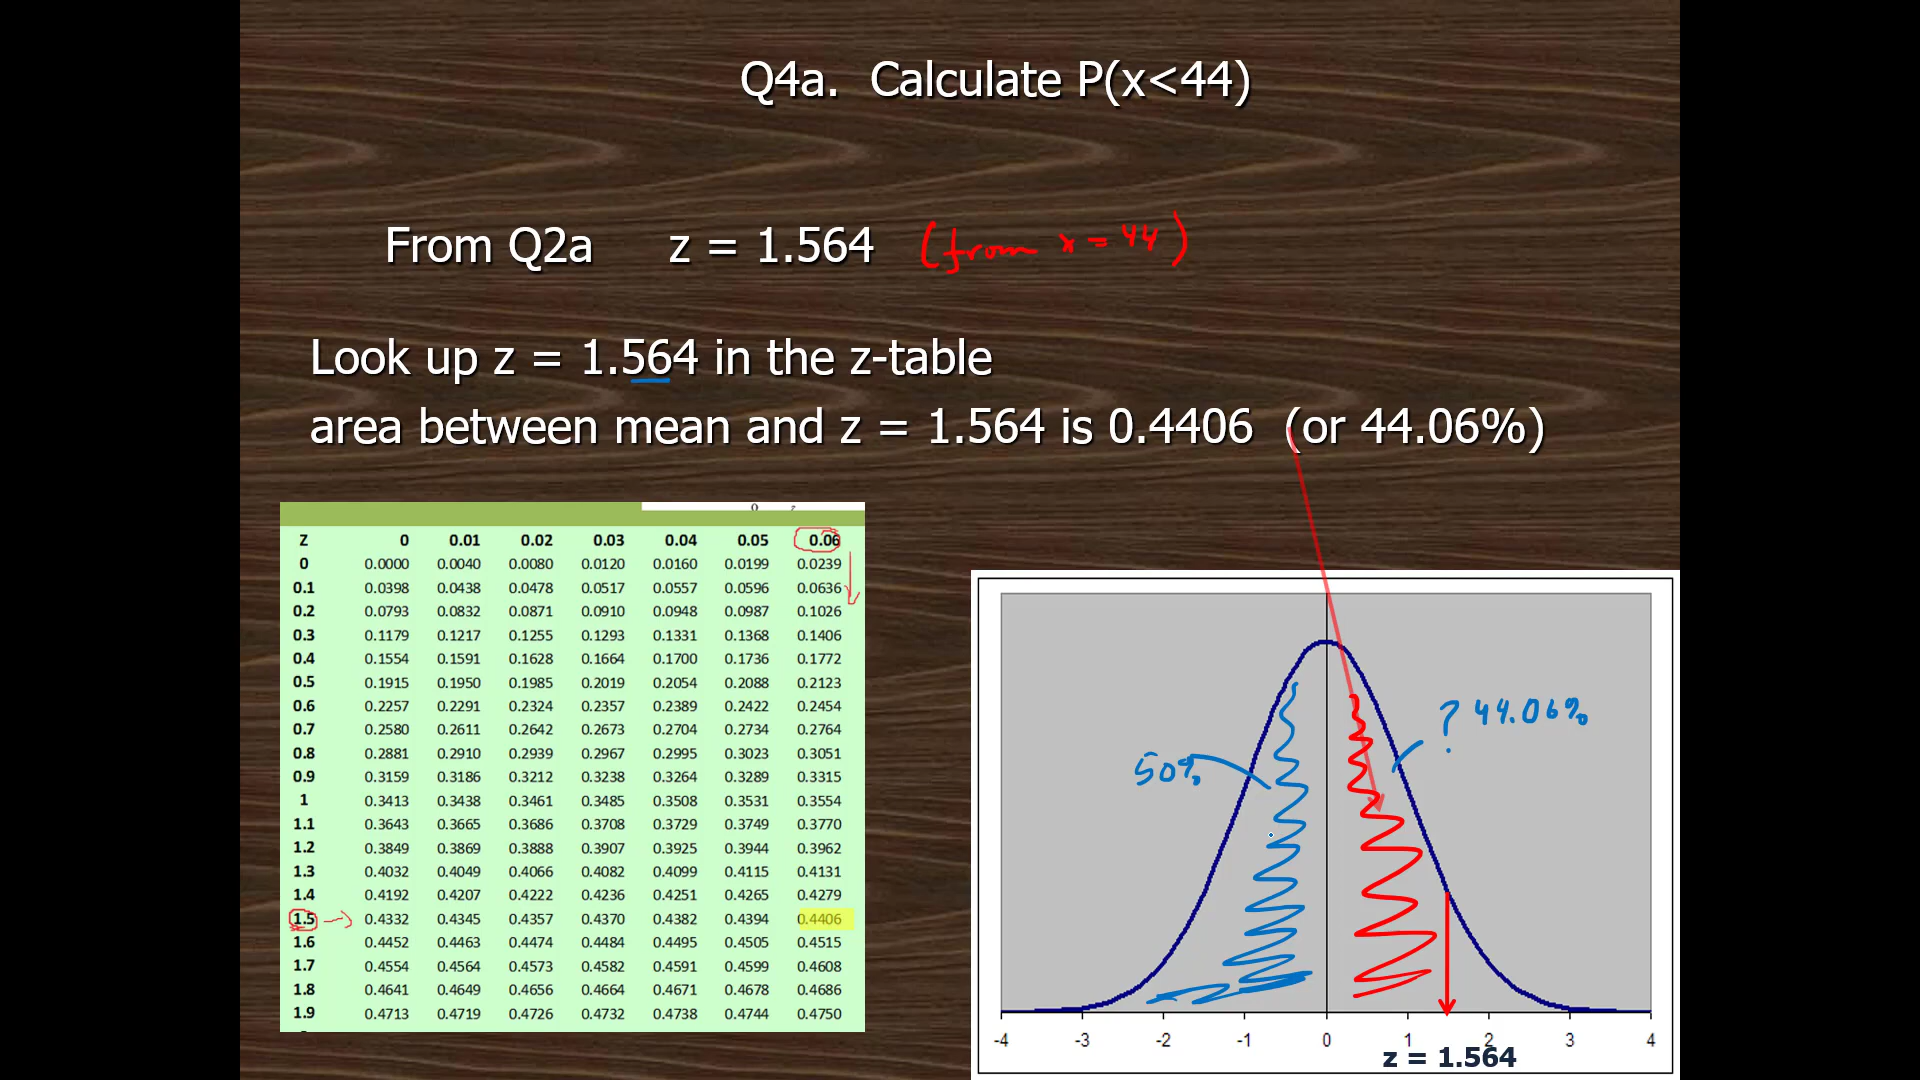 Q4a. Calculate P(x<44)
From Q2a z = 1.564 (from x = 44)
Look up z = 1.564 in the z-table
area between mean and z = 1.564 is 0.4406 (or 44.06%)
0 z
Z 0 0.01 0.02 0.03 0.04 0.05 0.06
0 0.0000 0.0040 0.0080 0.0120 0.0160 0.0199 0.0239
0.1 0.0398 0.0438 0.0478 0.0517 0.0557 0.0596 0.0636
0.2 0.0793 0.0832 0.0871 0.0910 0.0948 0.0987 0.1026
0.3 0.1179 0.1217 0.1255 0.1293 0.1331 0.1368 0.1406
0.4 0.1554 0.1591 0.1628 0.1664 0.1700 0.1736 0.1772
0.5 0.1915 0.1950 0.1985 0.2019 0.2054 0.2088 0.2123
0.6 0.2257 0.2291 0.2324 0.2357 0.2389 0.2422 0.2454
0.7 0.2580 0.2611 0.2642 0.2673 0.2704 0.2734 0.2764
0.8 0.2881 0.2910 0.2939 0.2967 0.2995 0.3023 0.3051
0.9 0.3159 0.3186 0.3212 0.3238 0.3264 0.3289 0.3315
1 0.3413 0.3438 0.3461 0.3485 0.3508 0.3531 0.3554
1.1 0.3643 0.3665 0.3686 0.3708 0.3729 0.3749 0.3770
1.2 0.3849 0.3869 0.3888 0.3907 0.3925 0.3944 0.3962
1.3 0.4032 0.4049 0.4066 0.4082 0.4099 0.4115 0.4131
1.4 0.4192 0.4207 0.4222 0.4236 0.4251 0.4265 0.4279
1.5 0.4332 0.4345 0.4357 0.4370 0.4382 0.4394 0.4406
1.6 0.4452 0.4463 0.4474 0.4484 0.4495 0.4505 0.4515
1.7 0.4554 0.4564 0.4573 0.4582 0.4591 0.4599 0.4608
1.8 0.4641 0.4649 0.4656 0.4664 0.4671 0.4678 0.4686
1.9 0.4713 0.4719 0.4726 0.4732 0.4738 0.4744 0.4750
? 44.06%
50%
-4 -3 -2 -1 0 1 2 3 4
z = 1.564